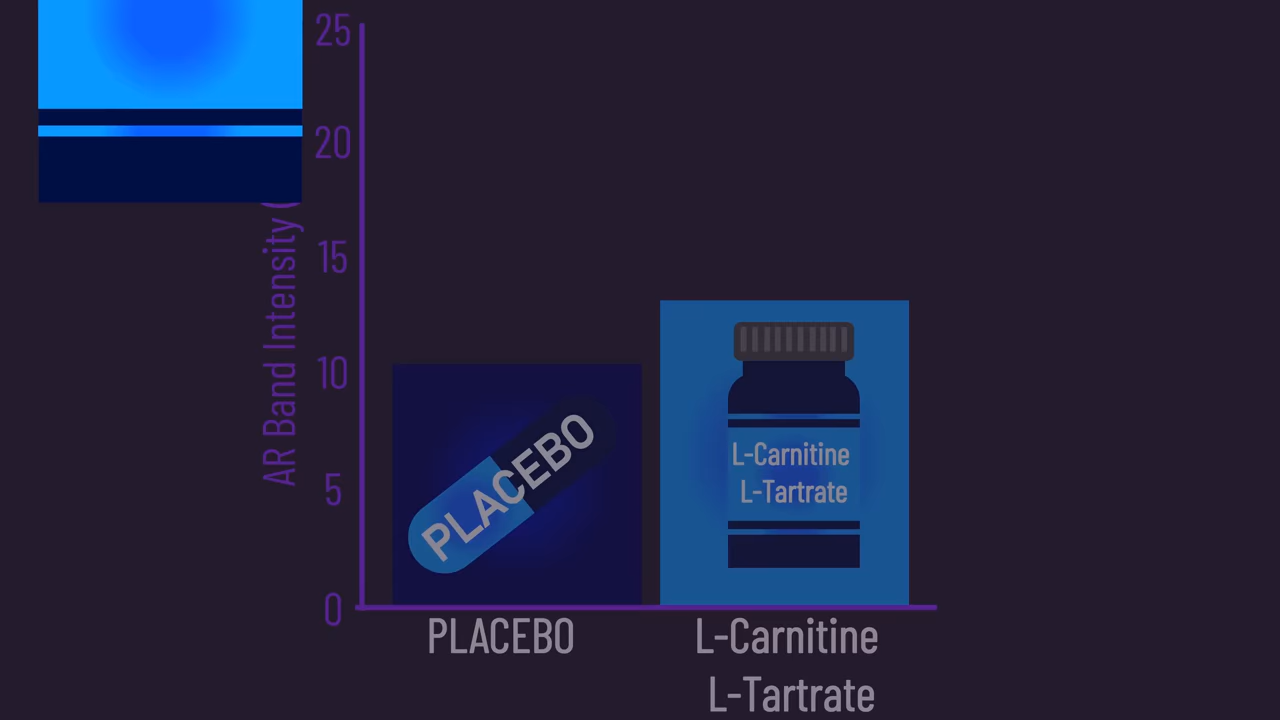 25
20
15
10
5
0
AR Band Intensity (
PLACEBO
L-Carnitine
L-Tartrate
PLACEBO
L-Carnitine
L-Tartrate